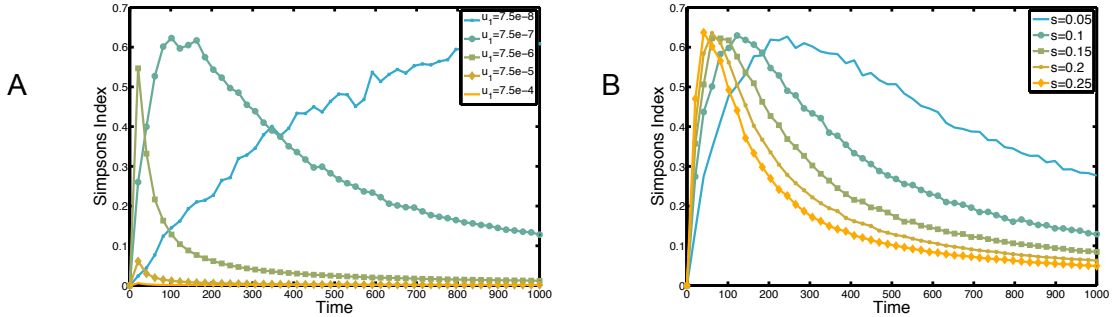 A
Simpsons Index
0.7
0.6
0.5
0.4
0.3
0.2
0.1
0
0 100 200 300 400 500 600 700 800 900 1000
Time
u1=7.5e-8
u1=7.5e-7
u1=7.5e-6
u1=7.5e-5
u1=7.5e-4
B
Simpsons Index
0.7
0.6
0.5
0.4
0.3
0.2
0.1
0
0 100 200 300 400 500 600 700 800 900 1000
Time
s=0.05
s=0.1
s=0.15
s=0.2
s=0.25